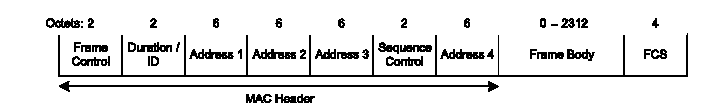 Octets: 2 2 6 6 6 2 6 0 – 2312 4
Frame Control Duration / ID Address 1 Address 2 Address 3 Sequence Control Address 4 Frame Body FCS
MAC Header